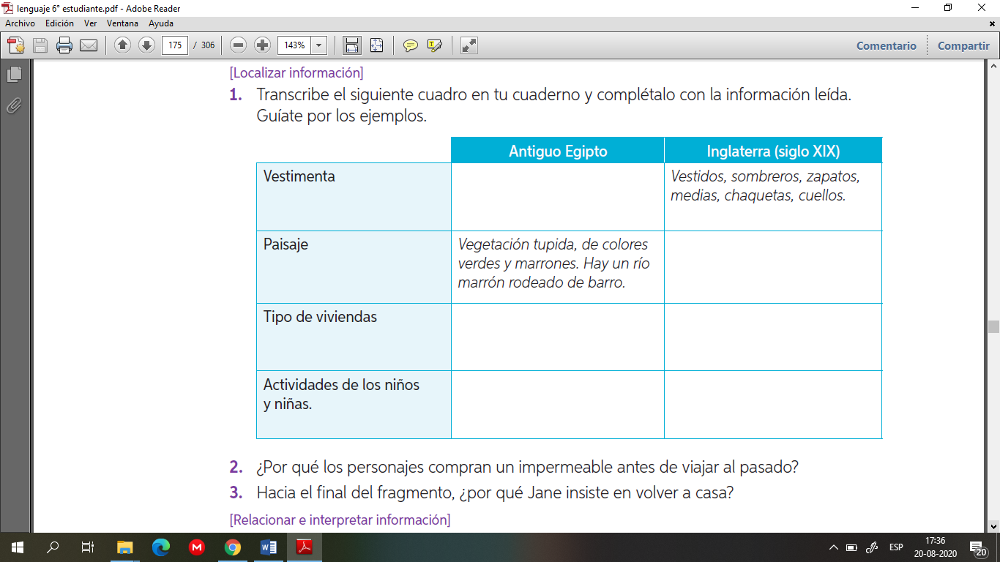 lenguaje 6° estudiante.pdf - Adobe Reader
Archivo Edición Ver Ventana Ayuda
175 / 306 143% Comentario Compartir
[Localizar información]
1. Transcribe el siguiente cuadro en tu cuaderno y complétalo con la información leída.
Guíate por los ejemplos.
Antiguo Egipto Inglaterra (siglo XIX)
Vestimenta
Vestidos, sombreros, zapatos,
medias, chaquetas, cuellos.
Paisaje
Vegetación tupida, de colores
verdes y marrones. Hay un río
marrón rodeado de barro.
Tipo de viviendas
Actividades de los niños
y niñas.
2. ¿Por qué los personajes compran un impermeable antes de viajar al pasado?
3. Hacia el final del fragmento, ¿por qué Jane insiste en volver a casa?
[Relacionar e interpretar información]
ESP
17:36
20-08-2020
20